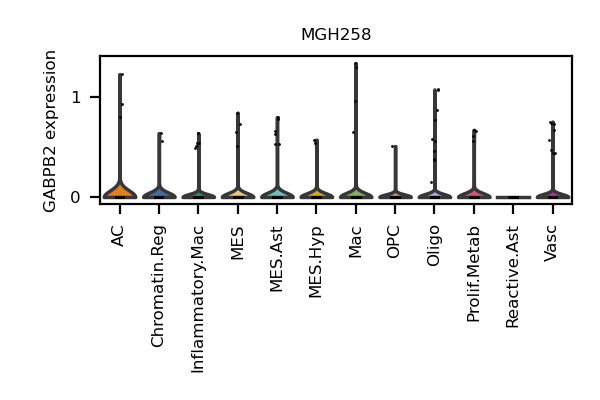 MGH258
GABPB2 expression
1
0
AC
Chromatin.Reg
Inflammatory.Mac
MES
MES.Ast
MES.Hyp
Mac
OPC
Oligo
Prolif.Metab
Reactive.Ast
Vasc